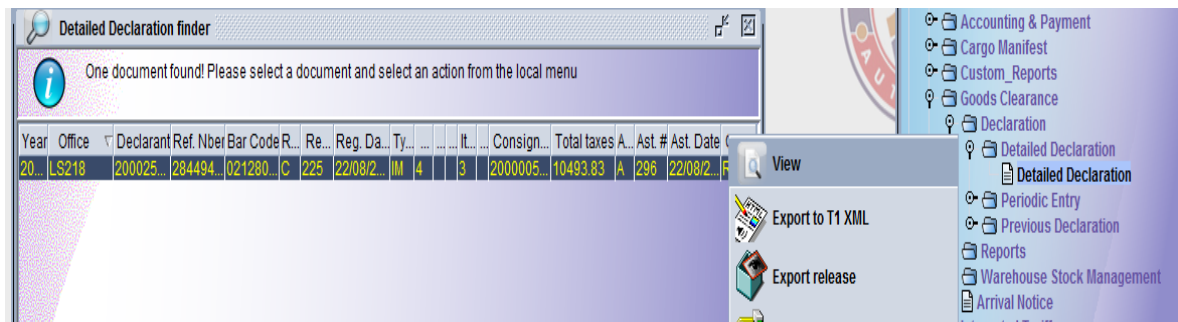 Detailed Declaration finder
One document found! Please select a document and select an action from the local menu
Year Office Declarant Ref. Nber Bar Code R... Re... Reg. Da... Ty... ... ... ... It... ... Consign... Total taxes A... Ast. # Ast. Date
20... LS218 200025... 284494... 021280... C 225 22/08/2... IM 4 3 2000005... 10493.83 A 296 22/08/2...
View
Export to T1 XML
Export release
Accounting & Payment
Cargo Manifest
Custom_Reports
Goods Clearance
Declaration
Detailed Declaration
Detailed Declaration
Periodic Entry
Previous Declaration
Reports
Warehouse Stock Management
Arrival Notice